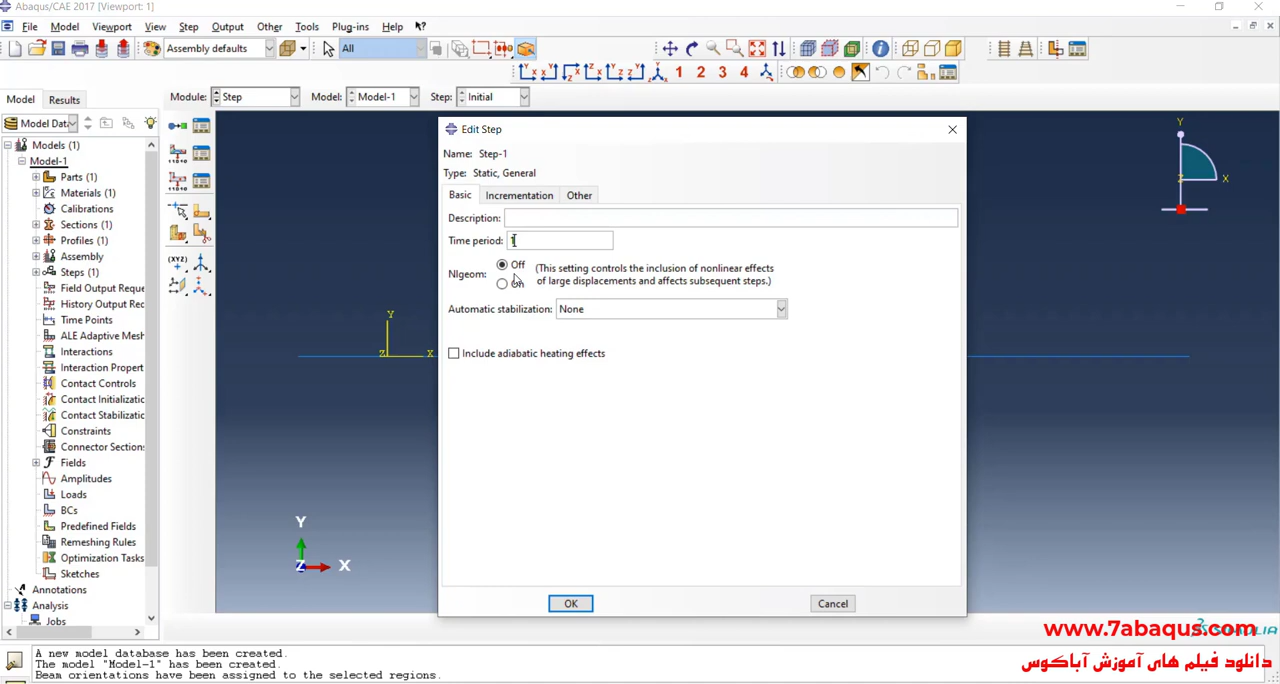 Abaqus/CAE 2017 [Viewport: 1]
File Model Viewport View Step Output Other Tools Plug-ins Help
Assembly defaults All
1 2 3 4
Model Results Module: Step Model: Model-1 Step: Initial
Model Dat
Models (1)
Model-1
Parts (1)
Materials (1)
Calibrations
Sections (1)
Profiles (1)
Assembly
Steps (1)
Field Output Reque
History Output Rec
Time Points
ALE Adaptive Mesh
Interactions
Interaction Propert
Contact Controls
Contact Initializatio
Contact Stabilizatio
Constraints
Connector Sections
Fields
Amplitudes
Loads
BCs
Predefined Fields
Remeshing Rules
Optimization Tasks
Sketches
Annotations
Analysis
Jobs
(XYZ)
Y
X
Z
Y
Z X
Y
Z X
Edit Step
Name: Step-1
Type: Static, General
Basic Incrementation Other
Description:
Time period: 1
Nlgeom: Off (This setting controls the inclusion of nonlinear effects
On of large displacements and affects subsequent steps.)
Automatic stabilization: None
Include adiabatic heating effects
OK Cancel
www.7abaqus.com
دانلود فیلم های آموزش آباکوس
A new model database has been created.
The model "Model-1" has been created.
Beam orientations have been assigned to the selected regions.